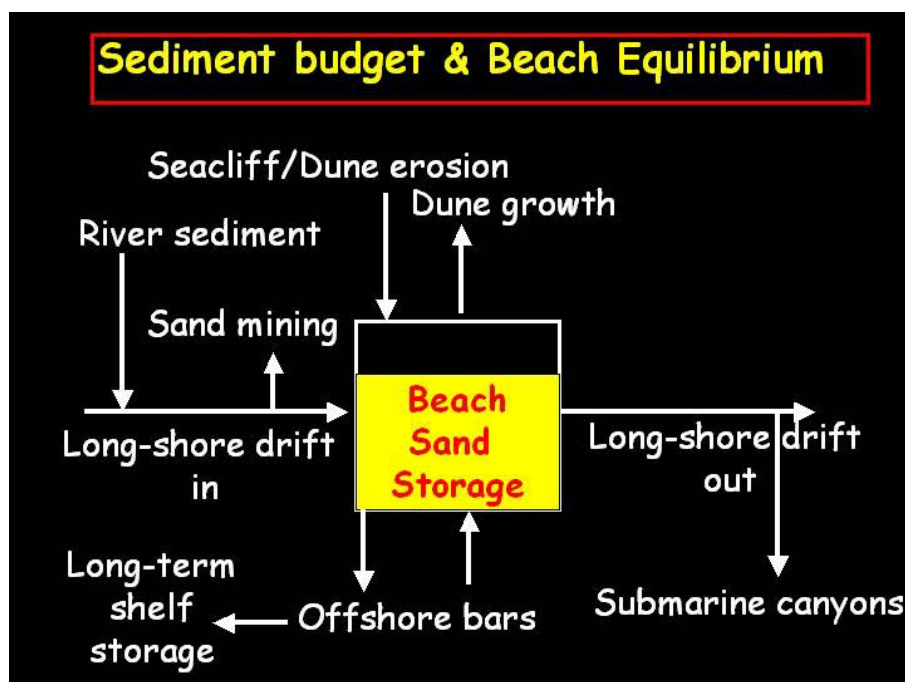 Sediment budget & Beach Equilibrium
Seacliff/Dune erosion
Dune growth
River sediment
Sand mining
Beach
Sand
Storage
Long-shore drift
in
Long-shore drift
out
Long-term
shelf
storage
Offshore bars
Submarine canyons